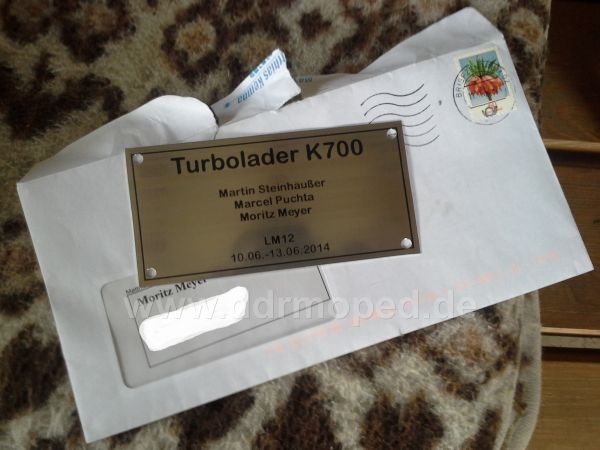 Turbolader K700
Martin Steinhaußer
Marcel Puchta
Moritz Meyer
LM12
10.06.-13.06.2014
Moritz Meyer
www.ddrmoped.de